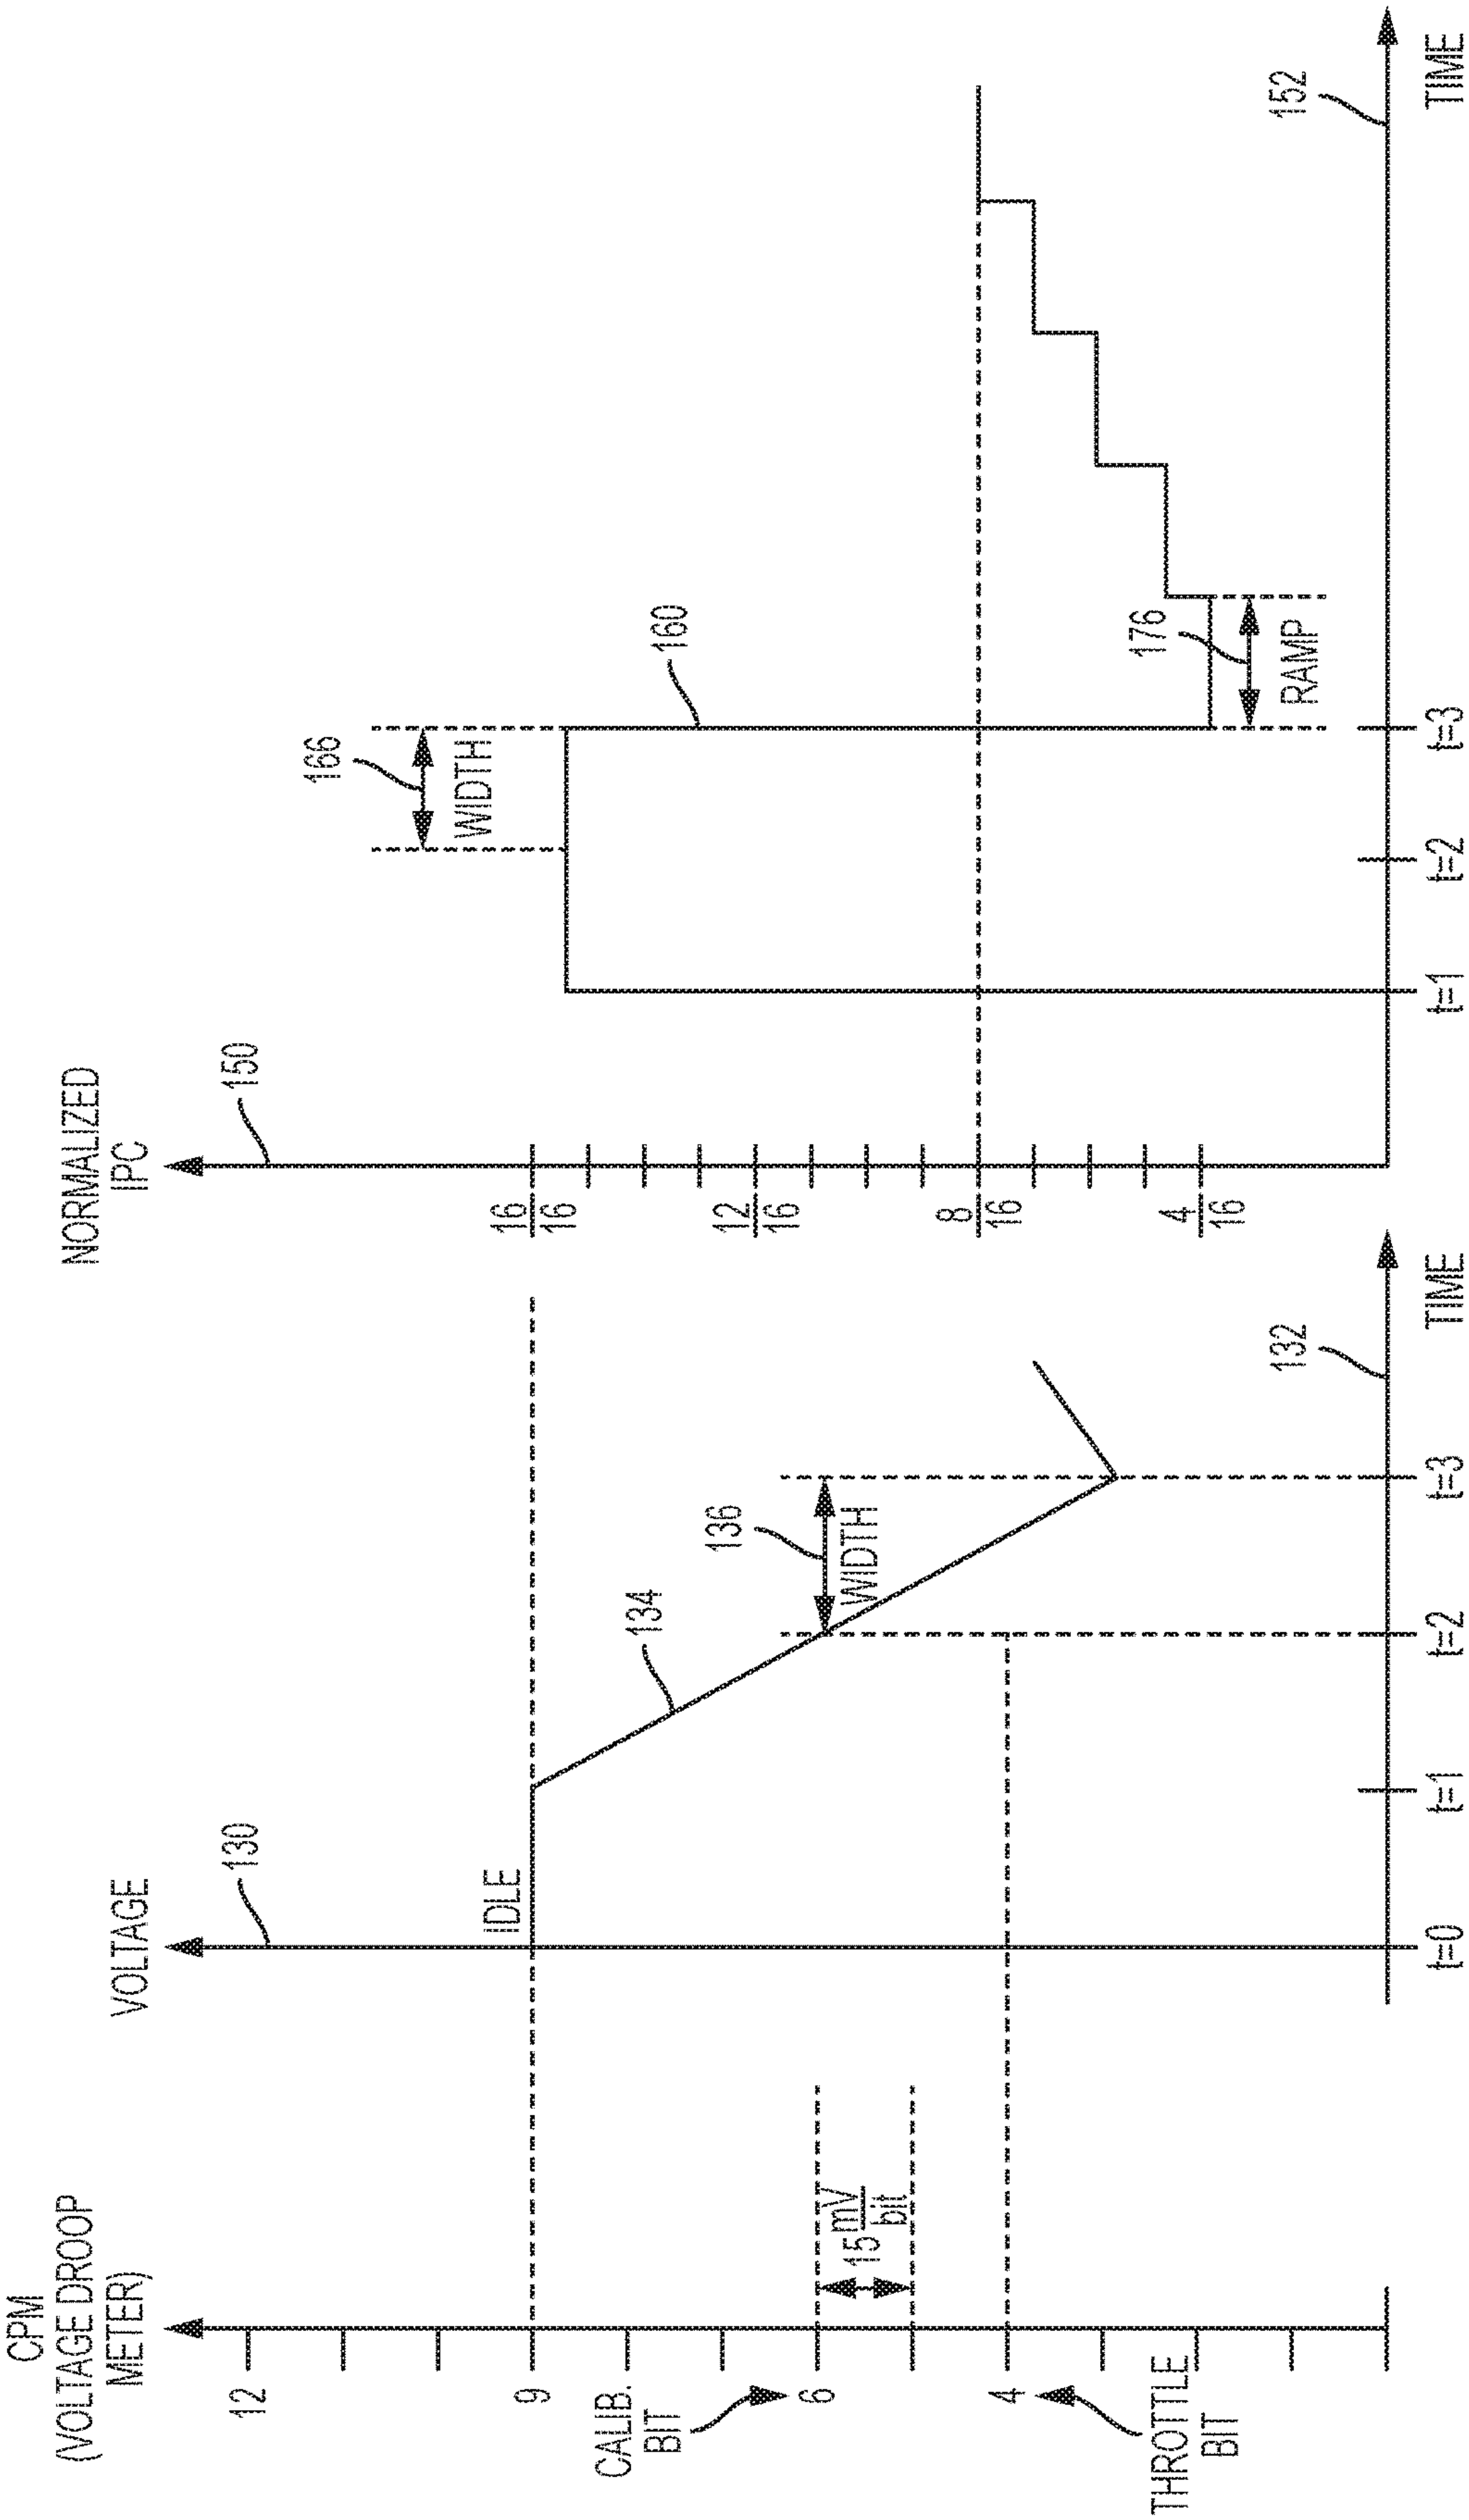 CPM
(VOLTAGE DROOP
METER)
12
9
CALIB.
BIT
6
4
THROTTLE
BIT
15 mV
bit
VOLTAGE
130
IDLE
134
136
WIDTH
132
TIME
t=0
t=1
t=2
t=3
NORMALIZED
IPC
150
16
16
12
16
8
16
4
16
166
WIDTH
160
176
RAMP
152
TIME
t=1
t=2
t=3